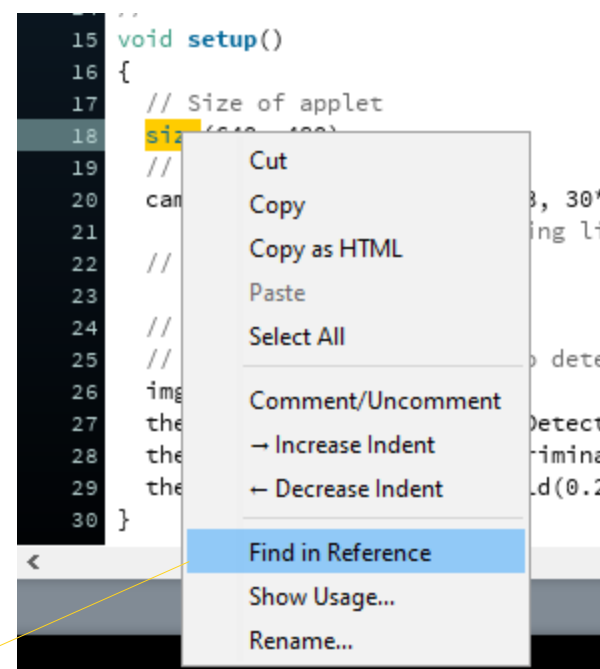 15 void setup()
16 {
17 // Size of applet
18 siz
19 //
20 cam 30*
21 ing li
22 //
23
24 //
25 // dete
26 img
27 the Detect
28 the rimina
29 the ld(0.2
30 }
Cut
Copy
Copy as HTML
Paste
Select All
Comment/Uncomment
→ Increase Indent
← Decrease Indent
Find in Reference
Show Usage...
Rename...